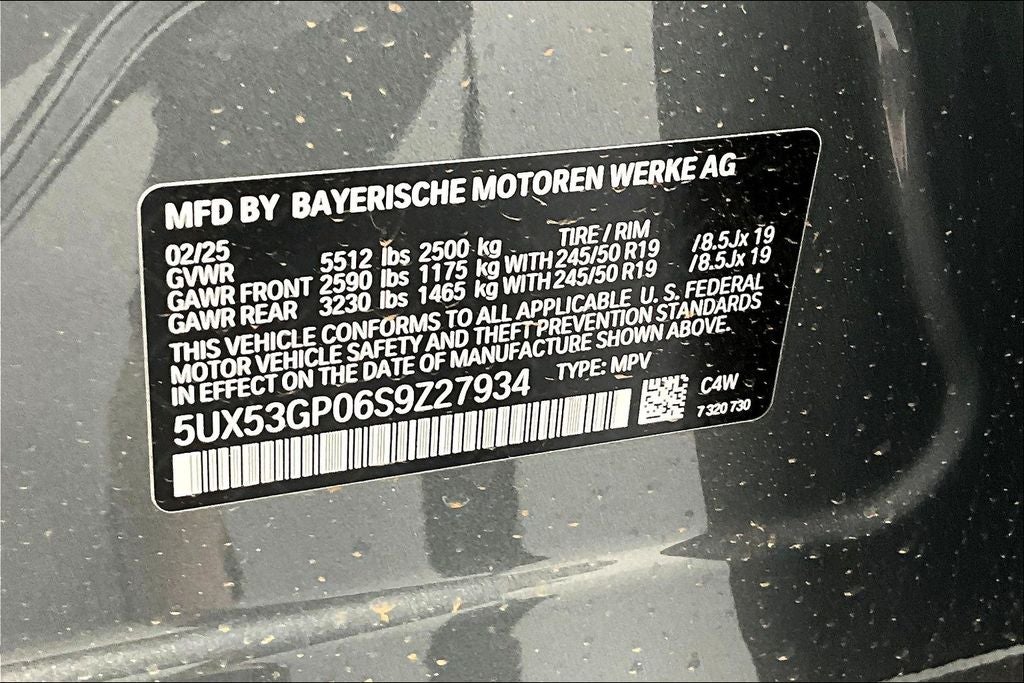 MFD BY BAYERISCHE MOTOREN WERKE AG
02/25 TIRE / RIM
GVWR 5512 lbs 2500 kg
GAWR FRONT 2590 lbs 1175 kg WITH 245/50 R19 /8.5Jx 19
GAWR REAR 3230 lbs 1465 kg WITH 245/50 R19 /8.5Jx 19
THIS VEHICLE CONFORMS TO ALL APPLICABLE U. S. FEDERAL
MOTOR VEHICLE SAFETY AND THEFT PREVENTION STANDARDS
IN EFFECT ON THE DATE OF MANUFACTURE SHOWN ABOVE.
5UX53GP06S9Z27934 TYPE: MPV
C4W
7 320 730